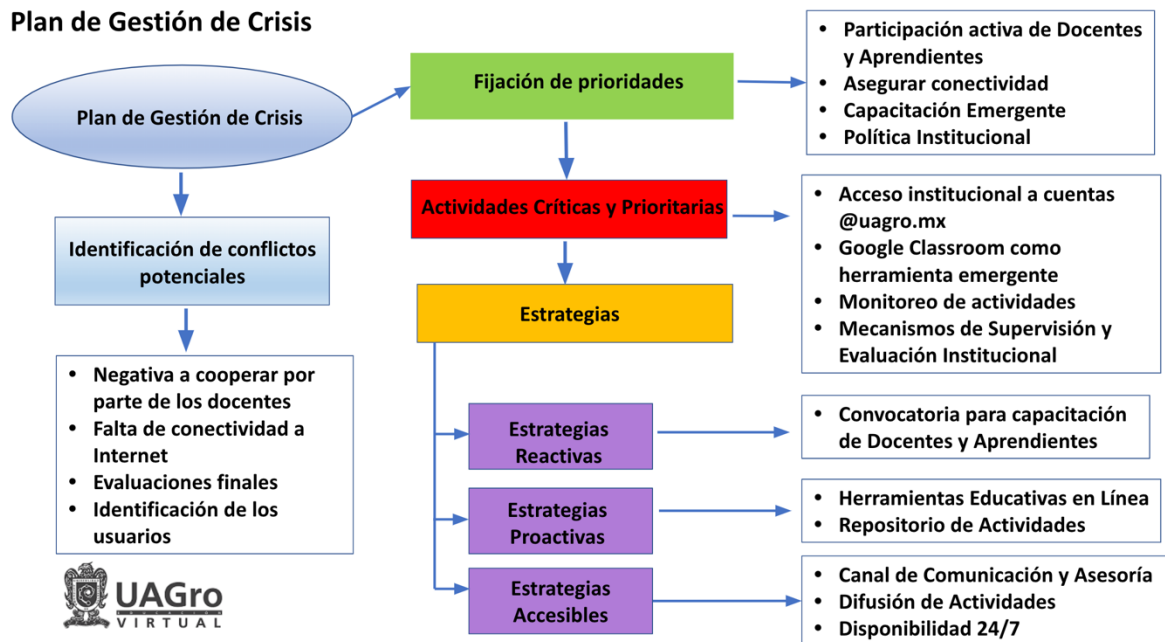 Plan de Gestión de Crisis
Plan de Gestión de Crisis
Identificación de conflictos
potenciales
• Negativa a cooperar por
parte de los docentes
• Falta de conectividad a
Internet
• Evaluaciones finales
• Identificación de los
usuarios
UAGro
EDUCACIÓN
VIRTUAL
Fijación de prioridades
• Participación activa de Docentes
y Aprendientes
• Asegurar conectividad
• Capacitación Emergente
• Política Institucional
Actividades Críticas y Prioritarias
• Acceso institucional a cuentas
@uagro.mx
• Google Classroom como
herramienta emergente
• Monitoreo de actividades
• Mecanismos de Supervisión y
Evaluación Institucional
Estrategias
Estrategias
Reactivas
• Convocatoria para capacitación
de Docentes y Aprendientes
Estrategias
Proactivas
• Herramientas Educativas en Línea
• Repositorio de Actividades
Estrategias
Accesibles
• Canal de Comunicación y Asesoría
• Difusión de Actividades
• Disponibilidad 24/7